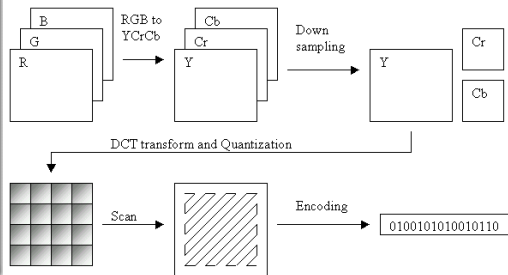 B
G
R
RGB to
YCrCb
Cb
Cr
Y
Down
sampling
Y
Cr
Cb
DCT transform and Quantization
Scan
Encoding
0100101010010110